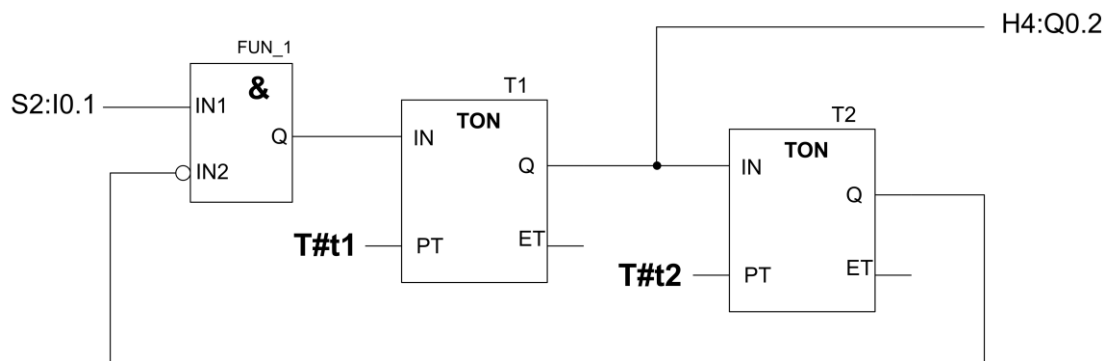 H4:Q0.2
FUN_1
&
S2:I0.1
IN1
Q
IN2
T1
TON
IN
Q
T#t1
PT
ET
T2
TON
IN
Q
T#t2
PT
ET